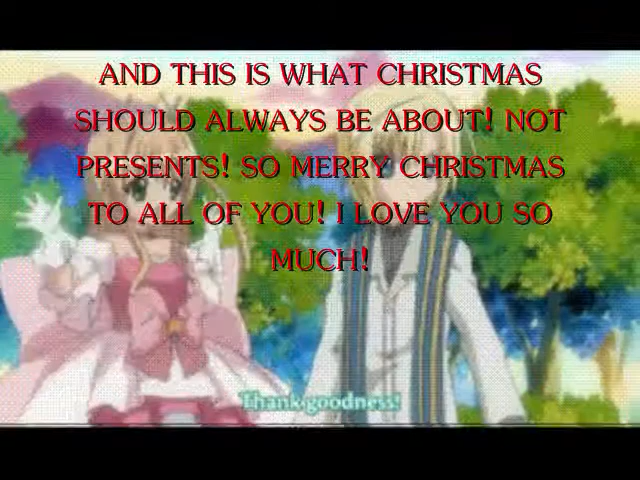 AND THIS IS WHAT CHRISTMAS
SHOULD ALWAYS BE ABOUT! NOT
PRESENTS! SO MERRY CHRISTMAS
TO ALL OF YOU! I LOVE YOU SO
MUCH!
Thank goodness!